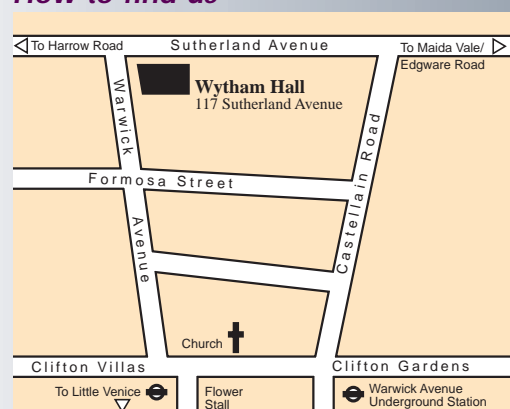 How to find us
To Harrow Road
Sutherland Avenue
To Maida Vale/
Edgware Road
Warwick
Wytham Hall
117 Sutherland Avenue
Castellain Road
Formosa Street
Avenue
Church
Clifton Villas
Clifton Gardens
To Little Venice
Flower
Stall
Warwick Avenue
Underground Station